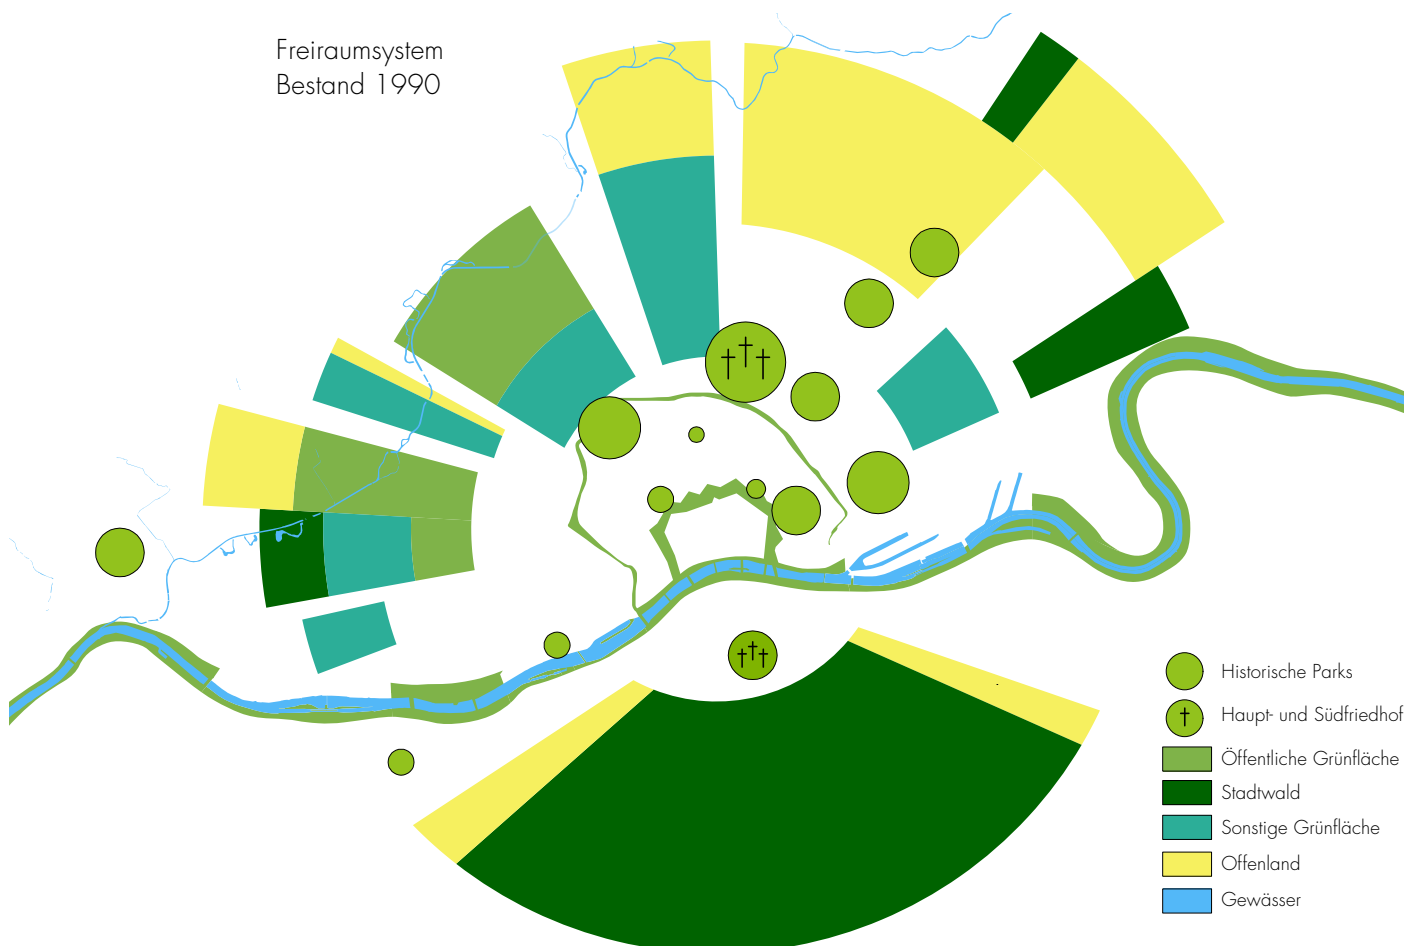 Freiraumsystem
Bestand 1990
Historische Parks
Haupt- und Südfriedhof
Öffentliche Grünfläche
Stadtwald
Sonstige Grünfläche
Offenland
Gewässer